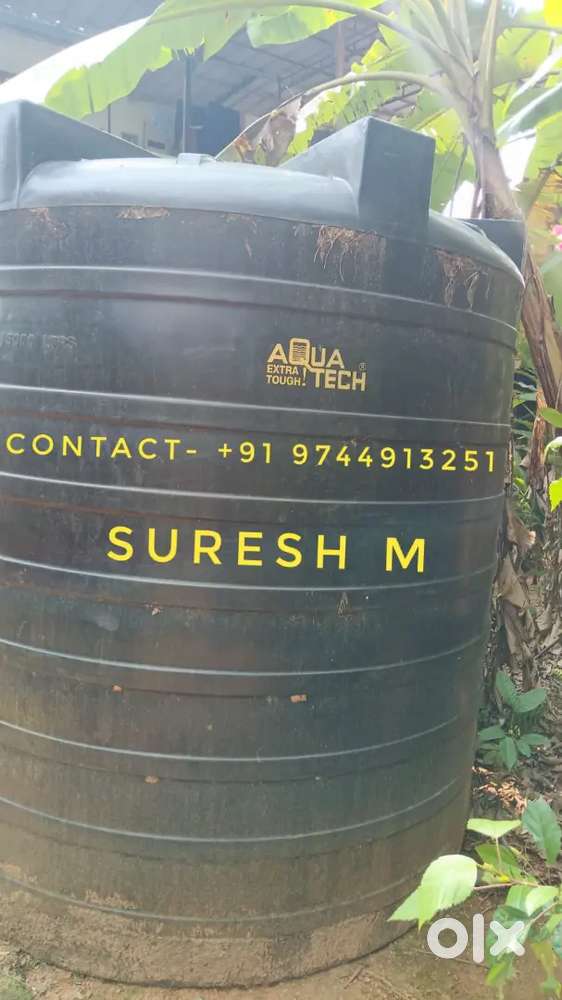 AQUA
EXTRA TOUGH! TECH®
CONTACT- +91 9744913251
SURESH M
olx